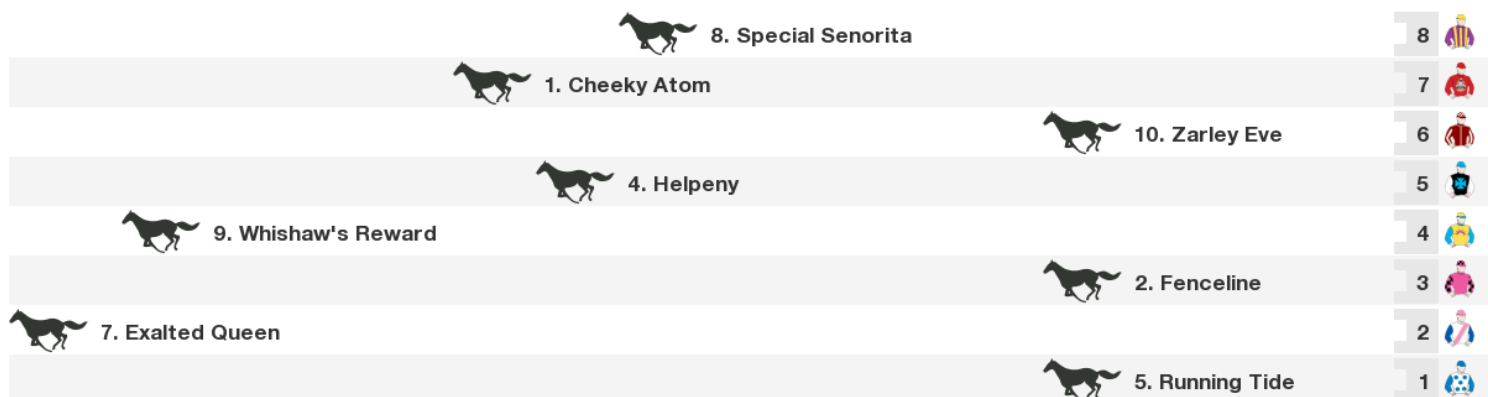 8. Special Senorita 8
1. Cheeky Atom 7
10. Zarley Eve 6
4. Helpeny 5
9. Whishaw's Reward 4
2. Fenceline 3
7. Exalted Queen 2
5. Running Tide 1